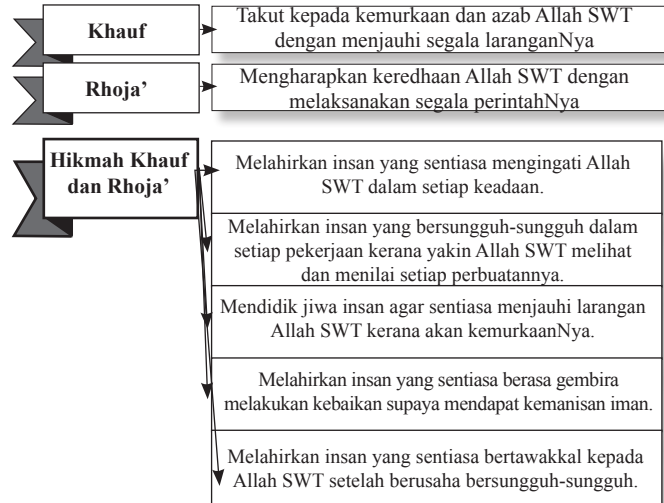 Khauf
Takut kepada kemurkaan dan azab Allah SWT
dengan menjauhi segala laranganNya
Rhoja’
Mengharapkan keredhaan Allah SWT dengan
melaksanakan segala perintahNya
Hikmah Khauf
dan Rhoja’
Melahirkan insan yang sentiasa mengingati Allah
SWT dalam setiap keadaan.
Melahirkan insan yang bersungguh-sungguh dalam
setiap pekerjaan kerana yakin Allah SWT melihat
dan menilai setiap perbuatannya.
Mendidik jiwa insan agar sentiasa menjauhi larangan
Allah SWT kerana akan kemurkaanNya.
Melahirkan insan yang sentiasa berasa gembira
melakukan kebaikan supaya mendapat kemanisan iman.
Melahirkan insan yang sentiasa bertawakkal kepada
Allah SWT setelah berusaha bersungguh-sungguh.